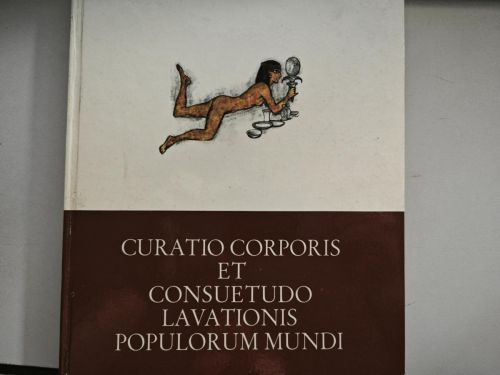 CURATIO CORPORIS
ET
CONSUETUDO
LAVATIONIS
POPULORUM MUNDI